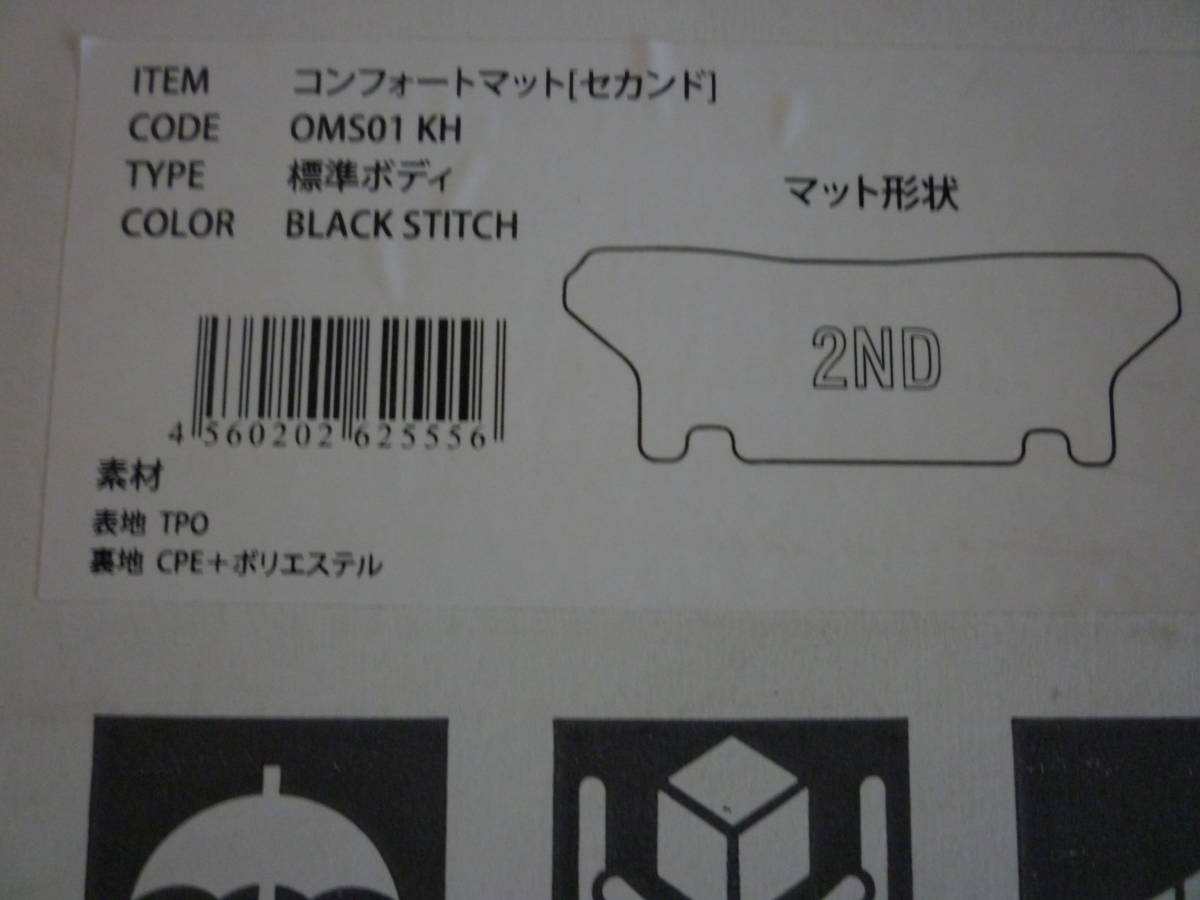 ITEM コンフォートマット[セカンド]
CODE OMS01 KH
TYPE 標準ボディ
COLOR BLACK STITCH
マット形状
2ND
4 560202 625556
素材
表地 TPO
裏地 CPE+ポリエステル